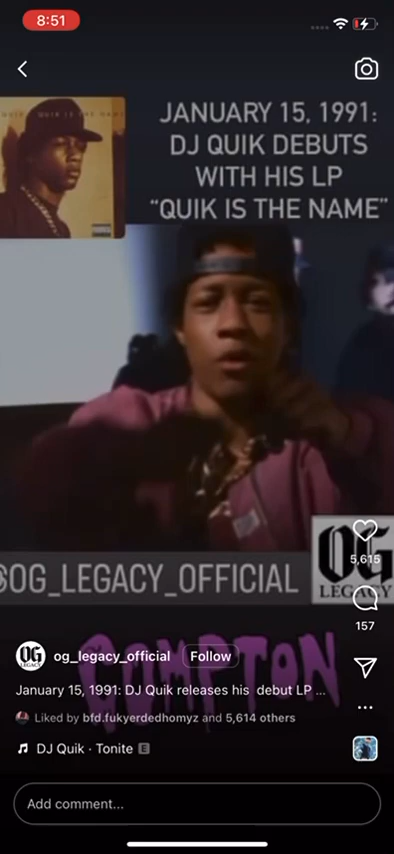 8:51
JANUARY 15, 1991:
DJ QUIK DEBUTS
WITH HIS LP
“QUIK IS THE NAME”
@OG_LEGACY_OFFICIAL
OG
LEGACY
5,615
157
COMPTON
OG
LEGACY
og_legacy_official
Follow
January 15, 1991: DJ Quik releases his debut LP ...
Liked by bfd.fukyerdedhomyz and 5,614 others
DJ Quik · Tonite E
Add comment...